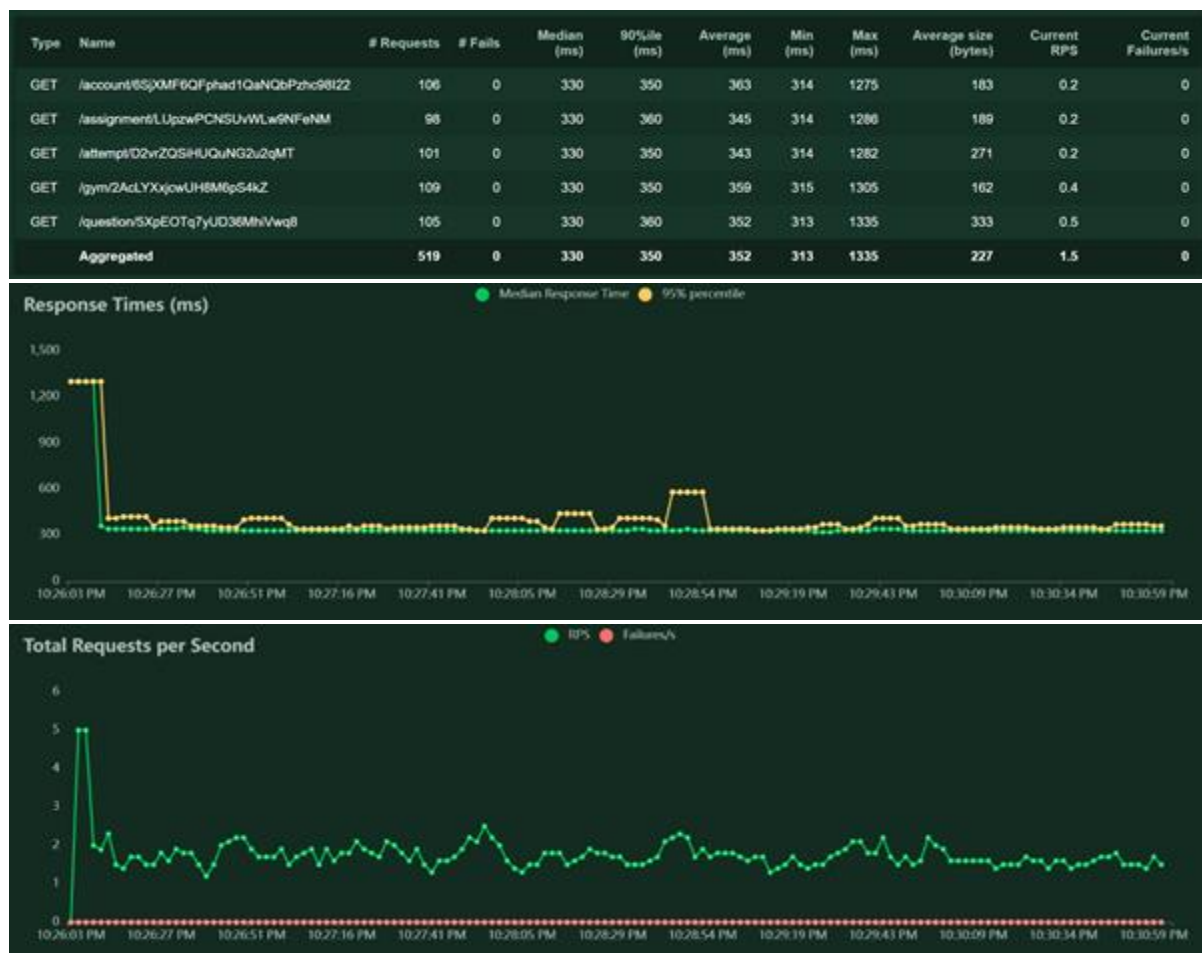 Type Name # Requests # Fails Median (ms) 90%ile (ms) Average (ms) Min (ms) Max (ms) Average size (bytes) Current RPS Current Failures/s
GET /account/6SjXMF6QFphad1QaNQbPzhc98I22 106 0 330 350 363 314 1275 183 0.2 0
GET /assignment/LUpzwPCNSUvWLw9NFeNM 98 0 330 360 345 314 1286 189 0.2 0
GET /attempt/D2vrZQSiHUQuNG2u2qMT 101 0 330 350 343 314 1282 271 0.2 0
GET /gym/2AcLYXxjcwUH8M6pS4kZ 109 0 330 350 359 315 1305 162 0.4 0
GET /question/5XpEOTq7yUD36MhiVwq8 105 0 330 360 352 313 1335 333 0.5 0
Aggregated 519 0 330 350 352 313 1335 227 1.5 0
Response Times (ms)
Median Response Time 95% percentile
1,500
1,200
900
600
300
0
10:26:03 PM 10:26:27 PM 10:26:51 PM 10:27:16 PM 10:27:41 PM 10:28:05 PM 10:28:29 PM 10:28:54 PM 10:29:19 PM 10:29:43 PM 10:30:09 PM 10:30:34 PM 10:30:59 PM
Total Requests per Second
RPS Failures/s
6
5
4
3
2
1
0
10:26:03 PM 10:26:27 PM 10:26:51 PM 10:27:16 PM 10:27:41 PM 10:28:05 PM 10:28:29 PM 10:28:54 PM 10:29:19 PM 10:29:43 PM 10:30:09 PM 10:30:34 PM 10:30:59 PM